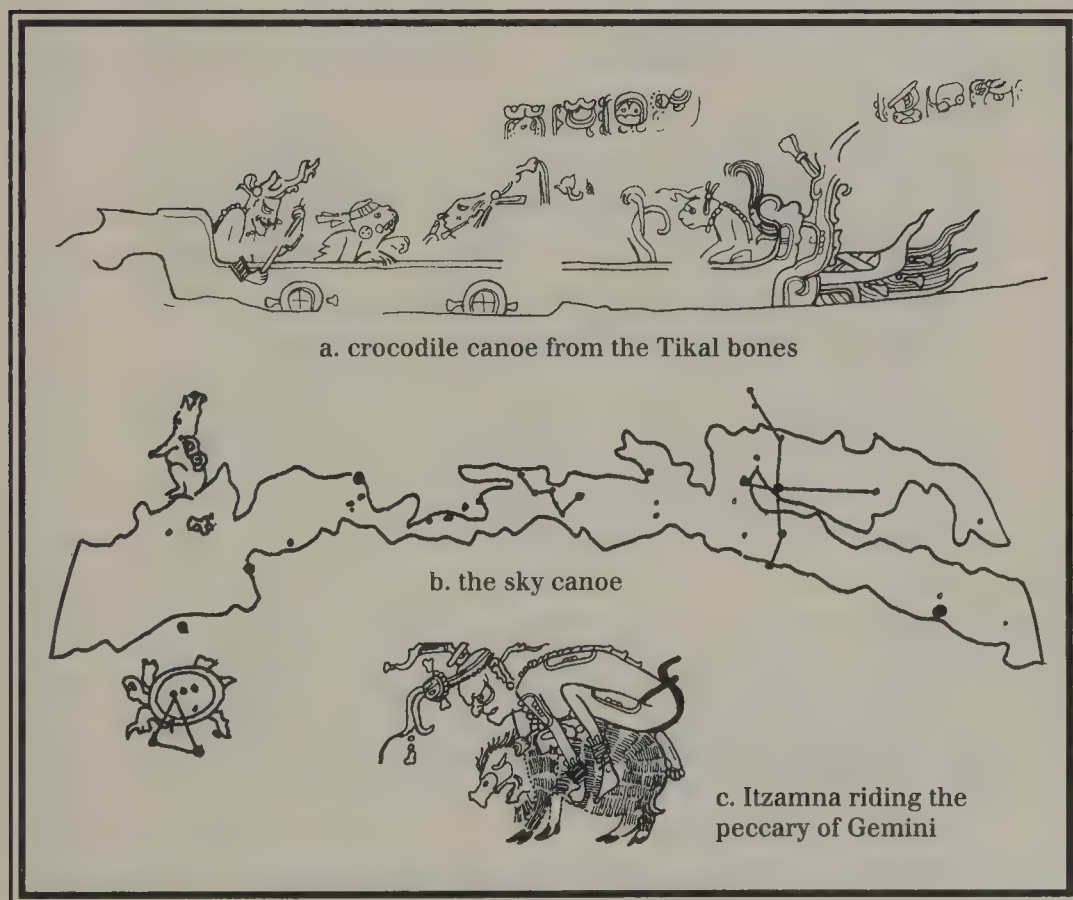 a. crocodile canoe from the Tikal bones
b. the sky canoe
c. Itzamna riding the
peccary of Gemini